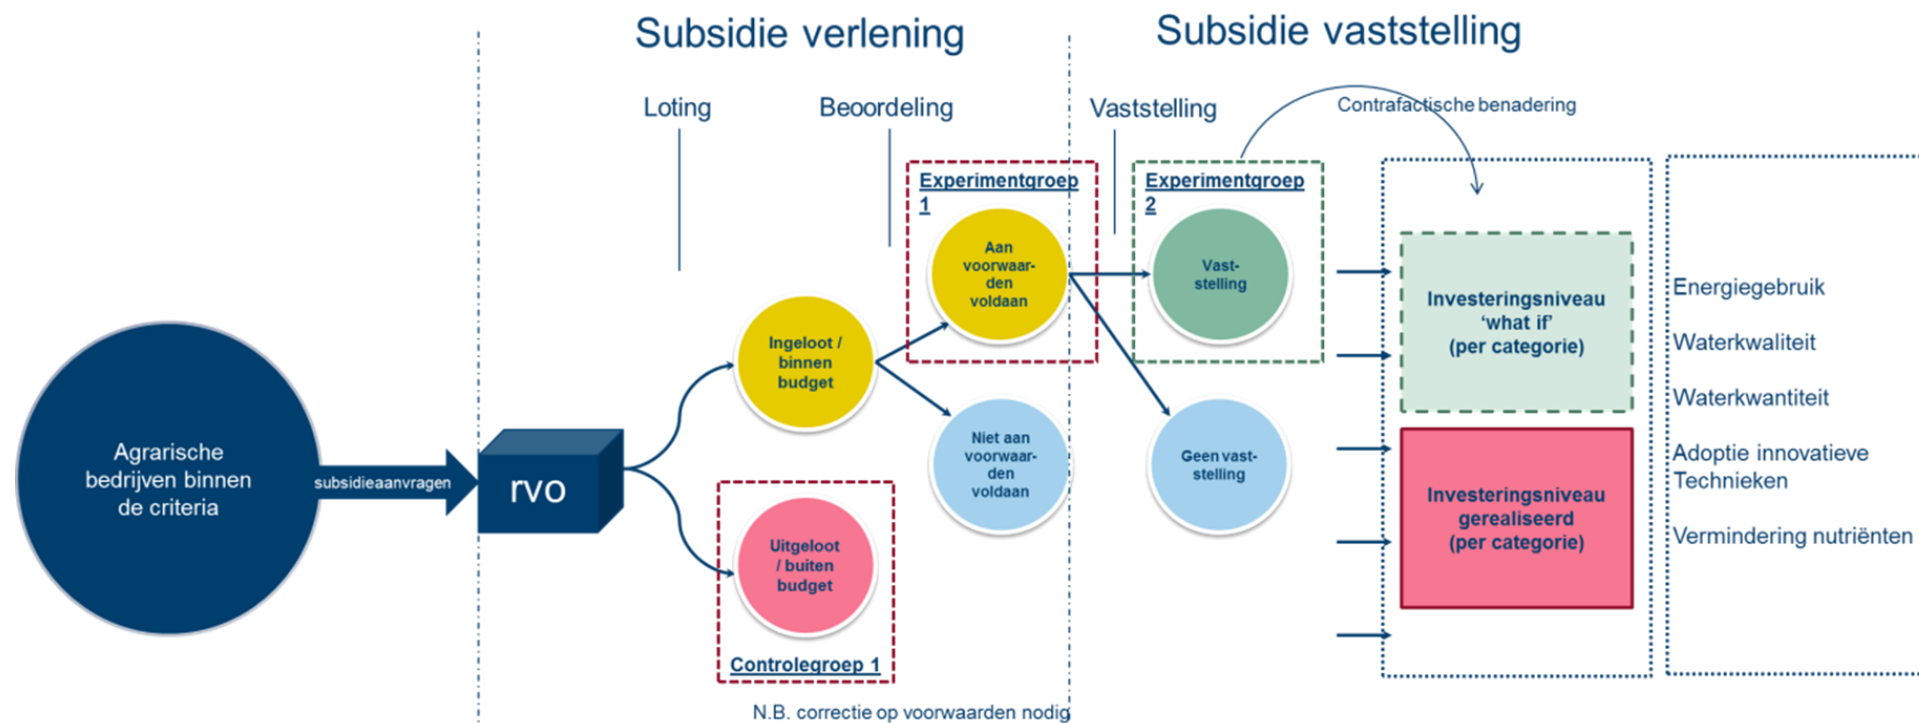 Subsidie verlening
Subsidie vaststelling
Loting
Beoordeling
Vaststelling
Contrafactische benadering
Agrarische
bedrijven binnen
de criteria
subsidieaanvragen
rvo
Ingeloot /
binnen
budget
Uitgeloot
/ buiten
budget
Controlegroep 1
Experimentgroep
1
Aan
voorwaar-
den
voldaan
Niet aan
voorwaar-
den
voldaan
Experimentgroep
2
Vast-
stelling
Geen vast-
stelling
Investeringsniveau
‘what if’
(per categorie)
Investeringsniveau
gerealiseerd
(per categorie)
Energiegebruik
Waterkwaliteit
Waterkwantiteit
Adoptie innovatieve
Technieken
Vermindering nutriënten
N.B. correctie op voorwaarden nodig